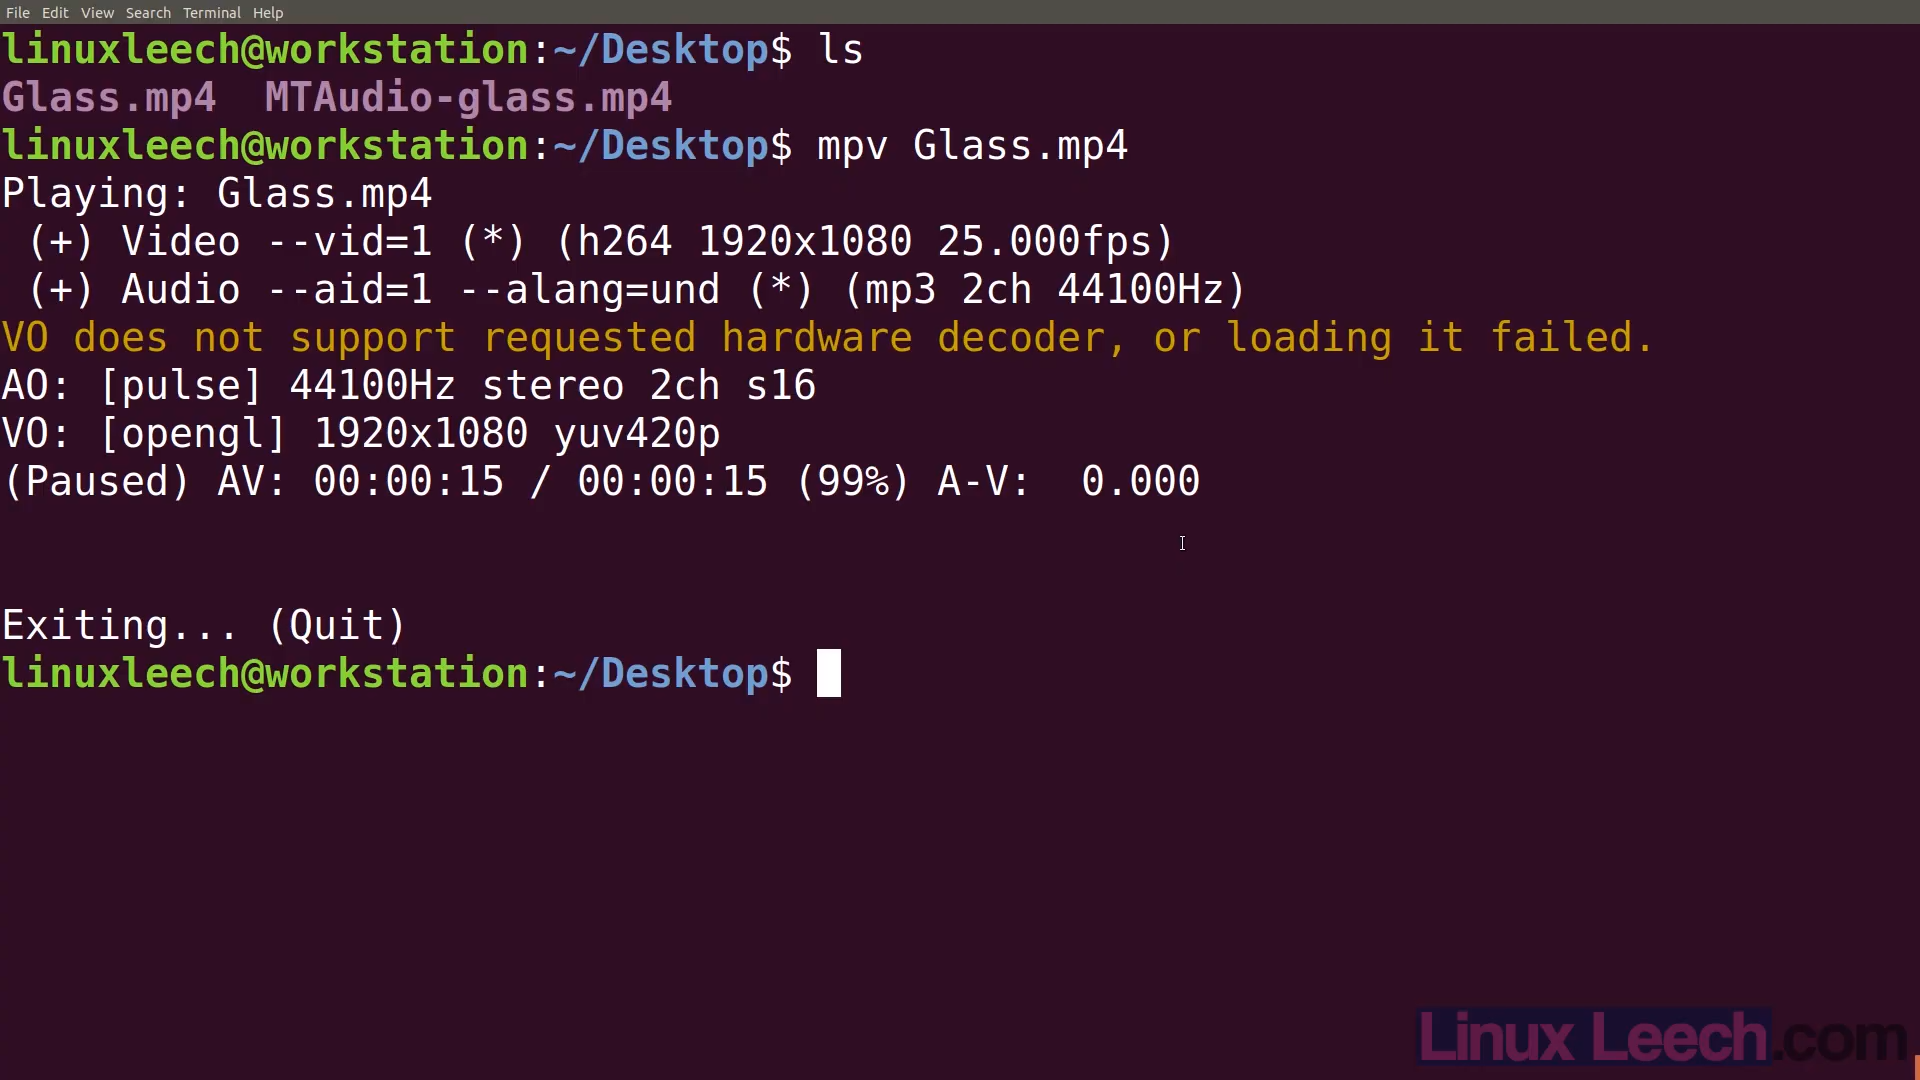 File Edit View Search Terminal Help
linuxleech@workstation:~/Desktop$ ls
Glass.mp4  MTAudio-glass.mp4
linuxleech@workstation:~/Desktop$ mpv Glass.mp4
Playing: Glass.mp4
 (+) Video --vid=1 (*) (h264 1920x1080 25.000fps)
 (+) Audio --aid=1 --alang=und (*) (mp3 2ch 44100Hz)
VO does not support requested hardware decoder, or loading it failed.
AO: [pulse] 44100Hz stereo 2ch s16
VO: [opengl] 1920x1080 yuv420p
(Paused) AV: 00:00:15 / 00:00:15 (99%) A-V:  0.000
Exiting... (Quit)
linuxleech@workstation:~/Desktop$
Linux Leech.com